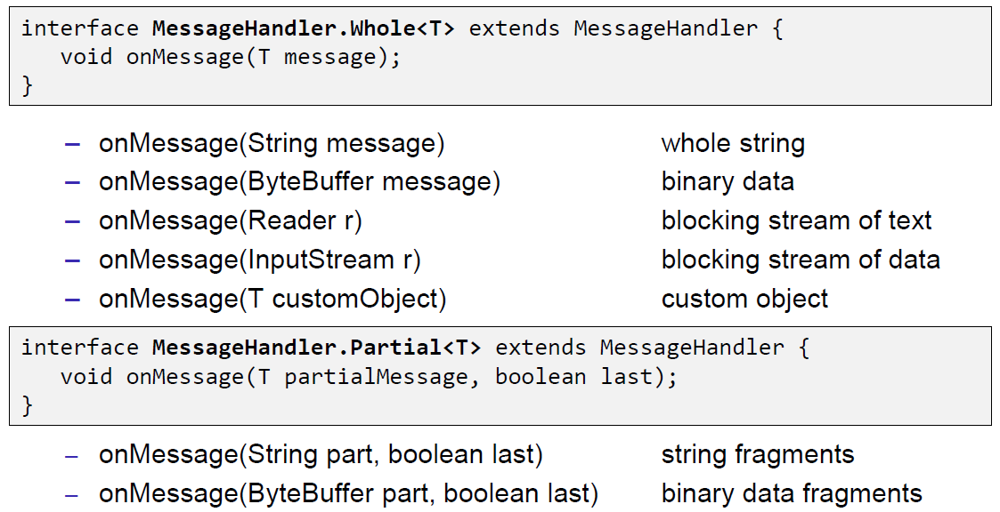 interface MessageHandler.Whole<T> extends MessageHandler {
   void onMessage(T message);
}
– onMessage(String message) whole string
– onMessage(ByteBuffer message) binary data
– onMessage(Reader r) blocking stream of text
– onMessage(InputStream r) blocking stream of data
– onMessage(T customObject) custom object
interface MessageHandler.Partial<T> extends MessageHandler {
   void onMessage(T partialMessage, boolean last);
}
– onMessage(String part, boolean last) string fragments
– onMessage(ByteBuffer part, boolean last) binary data fragments